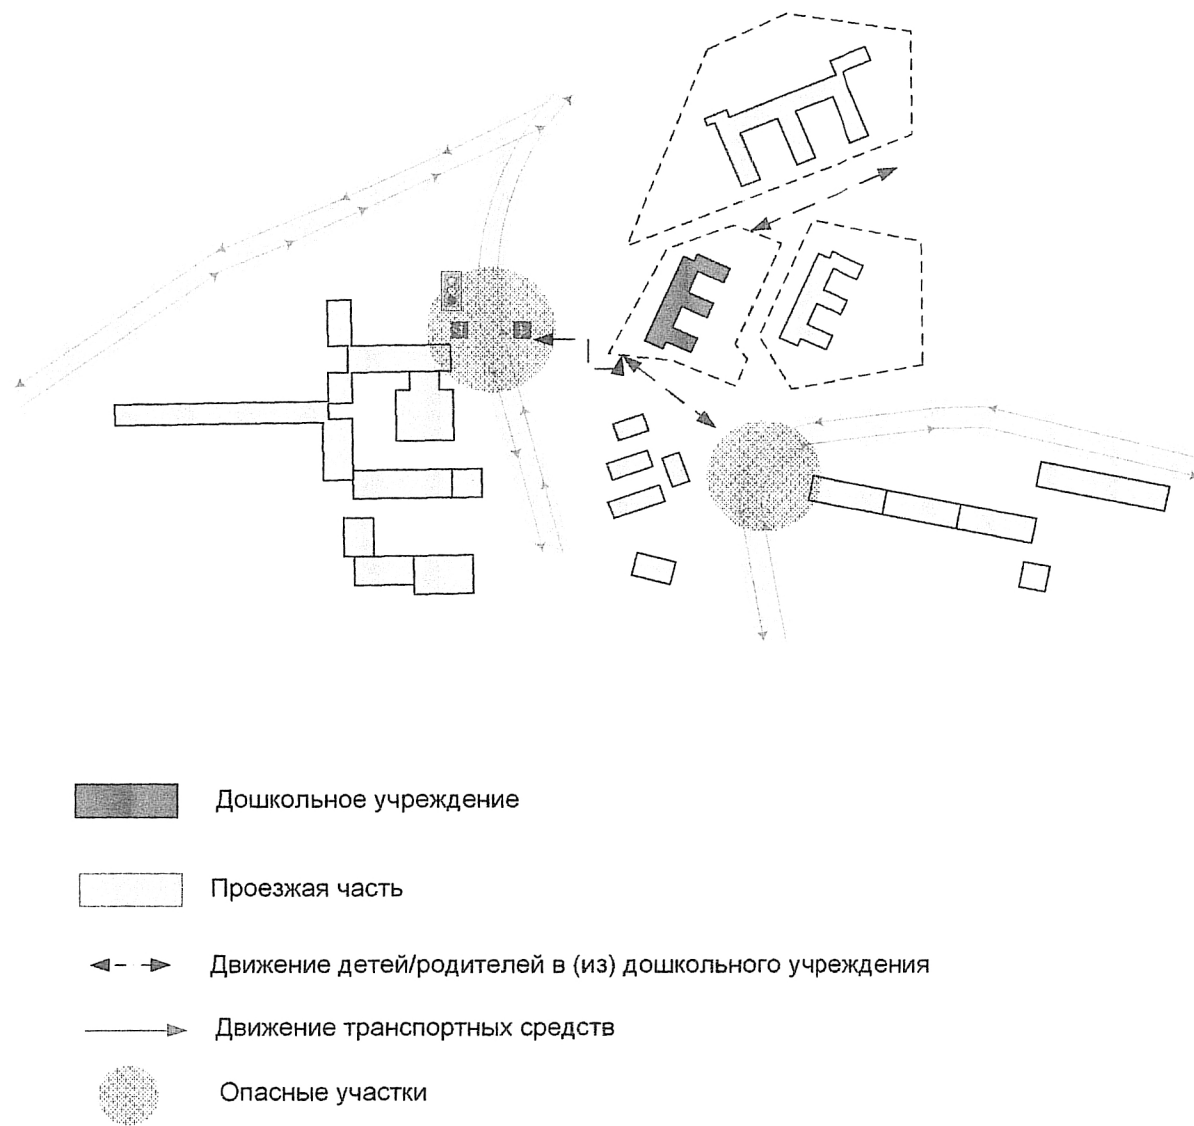 Дошкольное учреждение
Проезжая часть
Движение детей/родителей в (из) дошкольного учреждения
Движение транспортных средств
Опасные участки